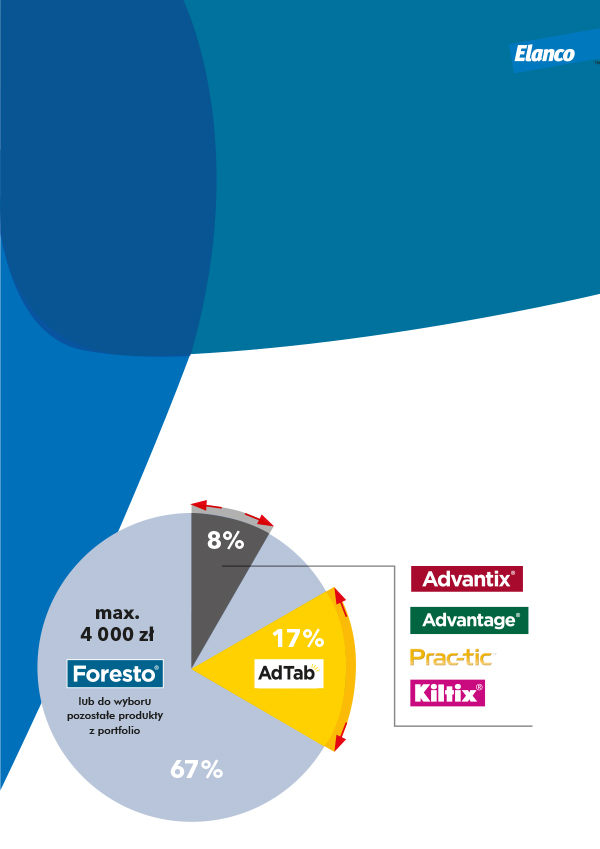 Elanco
8%
max.
4 000 zł
Foresto®
lub do wyboru
pozostałe produkty
z portfolio
17%
AdTab
67%
Advantix®
Advantage®
Prac-tic
Kiltix®